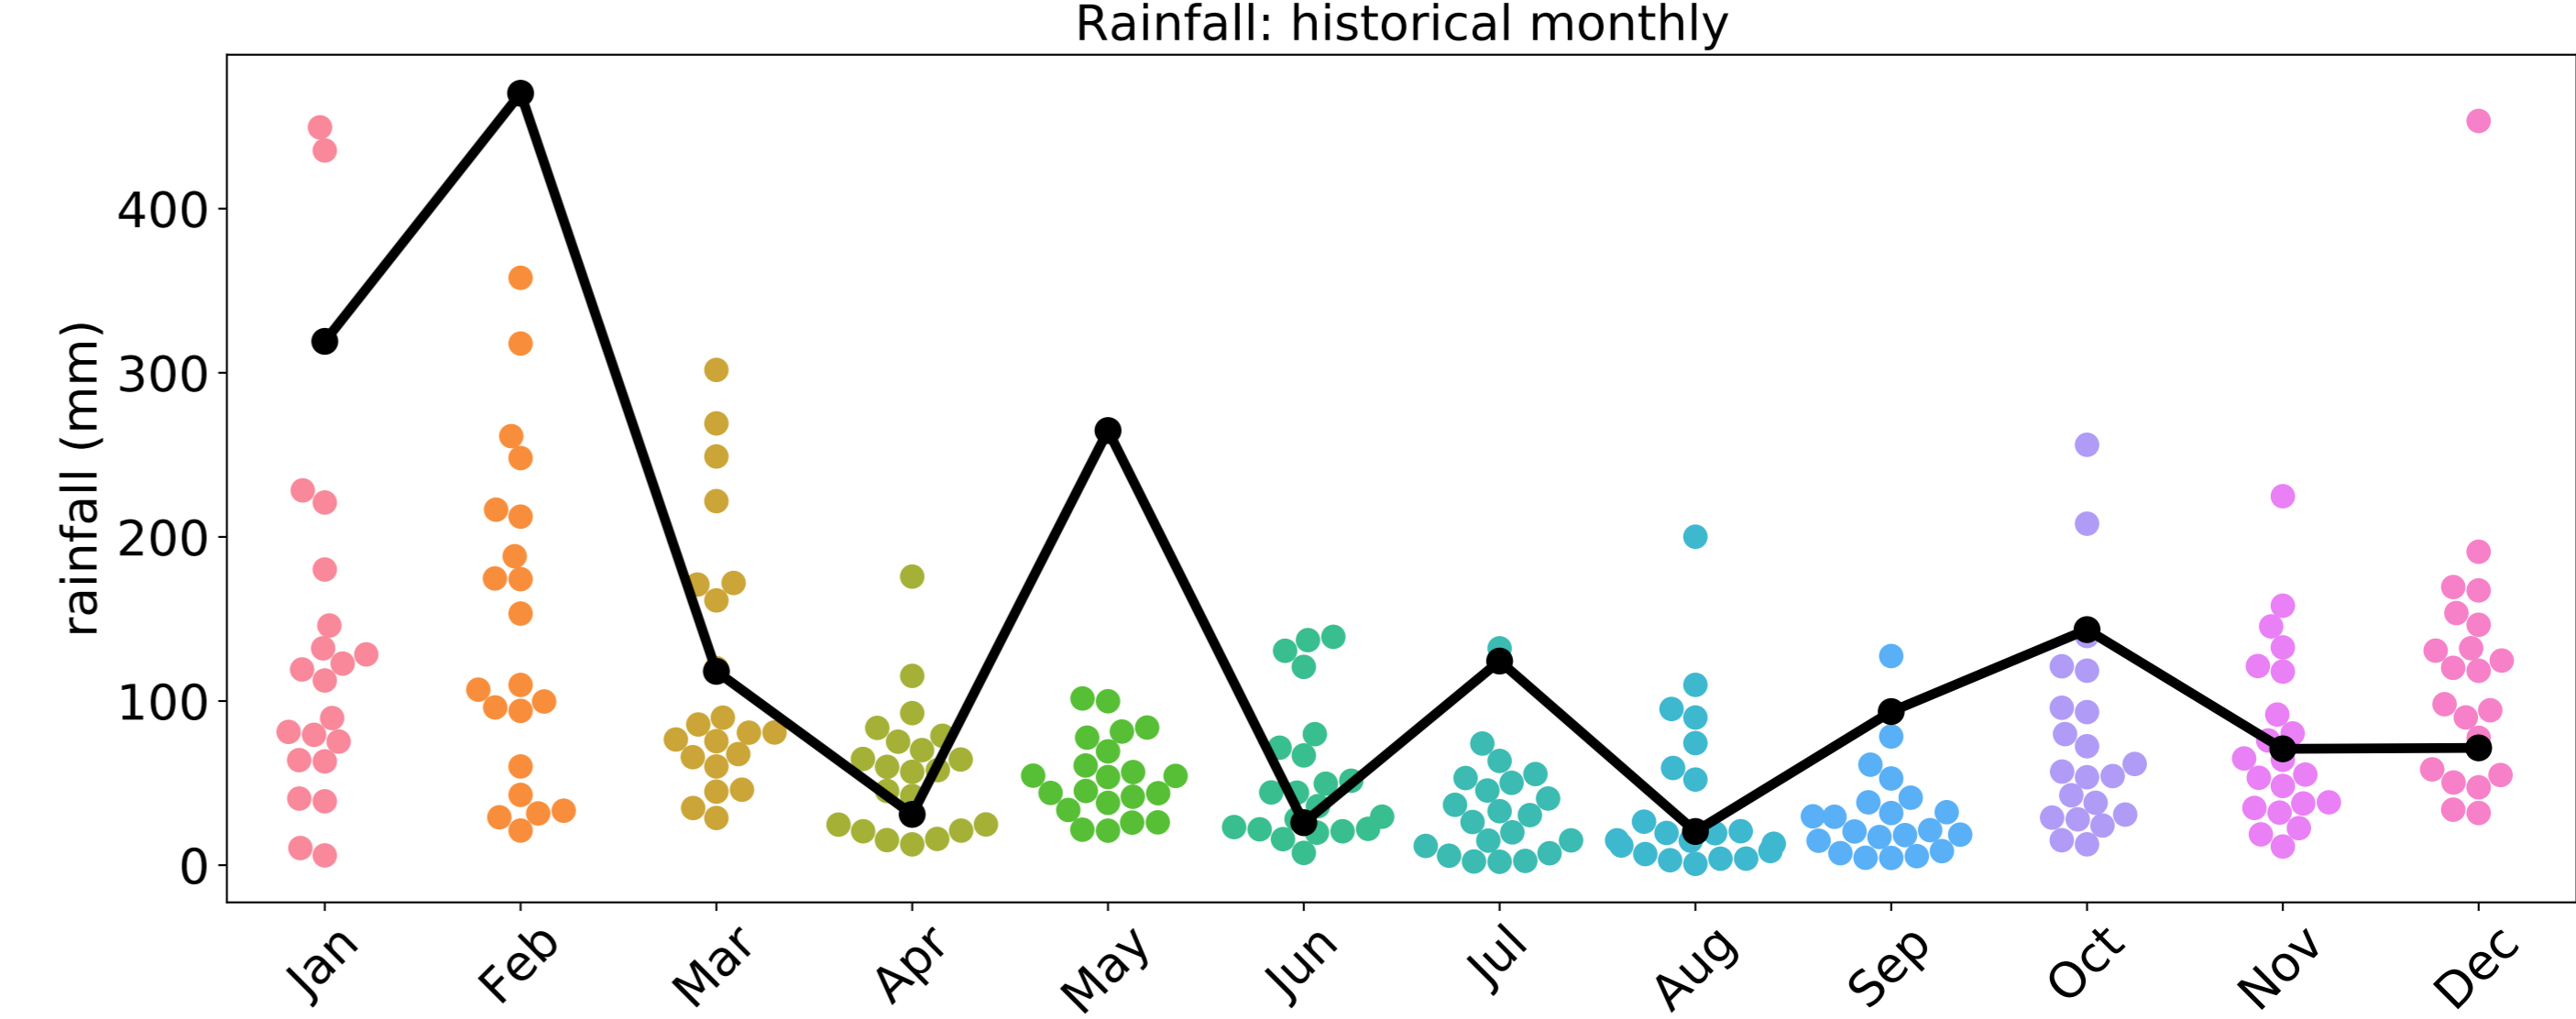 Rainfall: historical monthly
rainfall (mm)
400
300
200
100
0
Jan Feb Mar Apr May Jun Jul Aug Sep Oct Nov Dec